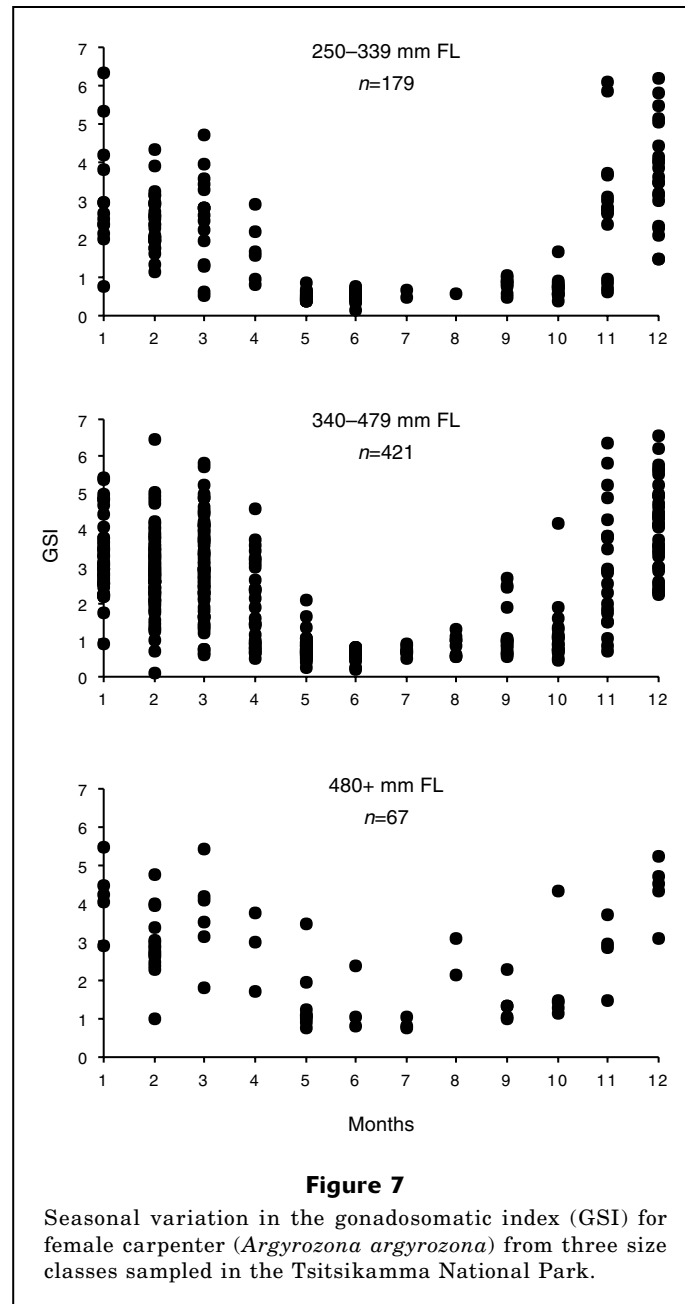 250–339 mm FL
n=179
7
6
5
4
3
2
1
0
1 2 3 4 5 6 7 8 9 10 11 12
340–479 mm FL
n=421
7
6
5
4
3
2
1
0
GSI
1 2 3 4 5 6 7 8 9 10 11 12
480+ mm FL
n=67
7
6
5
4
3
2
1
0
1 2 3 4 5 6 7 8 9 10 11 12
Months
Figure 7
Seasonal variation in the gonadosomatic index (GSI) for
female carpenter (Argyrozona argyrozona) from three size
classes sampled in the Tsitsikamma National Park.